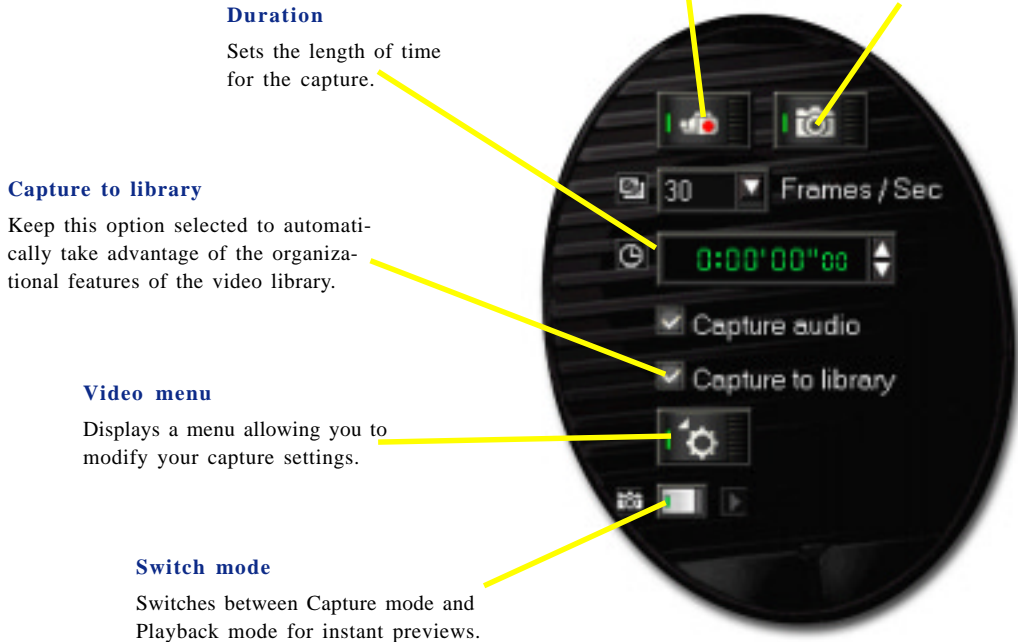 Duration
Sets the length of time
for the capture.
Capture to library
Keep this option selected to automati-
cally take advantage of the organiza-
tional features of the video library.
Video menu
Displays a menu allowing you to
modify your capture settings.
Switch mode
Switches between Capture mode and
Playback mode for instant previews.
30 Frames / Sec
0:00'00"00
Capture audio
Capture to library